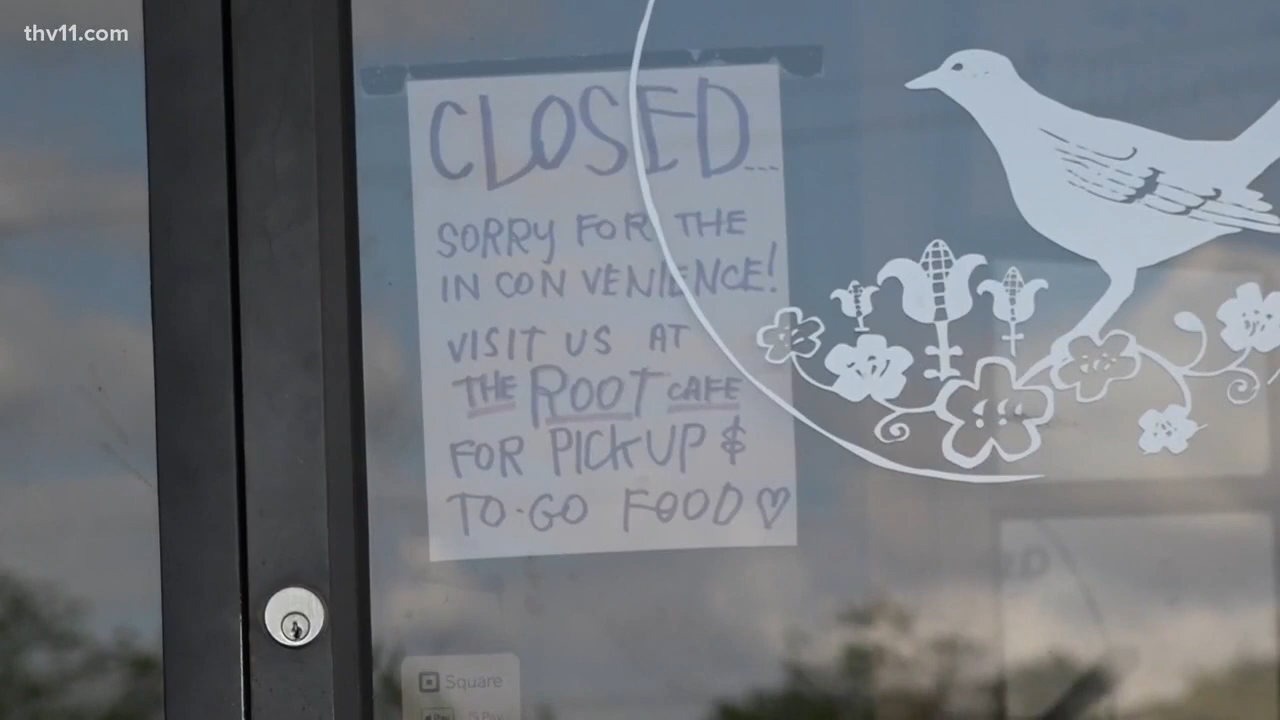 thv11.com
CLOSED...
SORRY FOR THE
IN CON VENIENCE!
VISIT US AT
THE ROOT CAFE
FOR PICKUP &
TO-GO FOOD ♡
Square
Pay